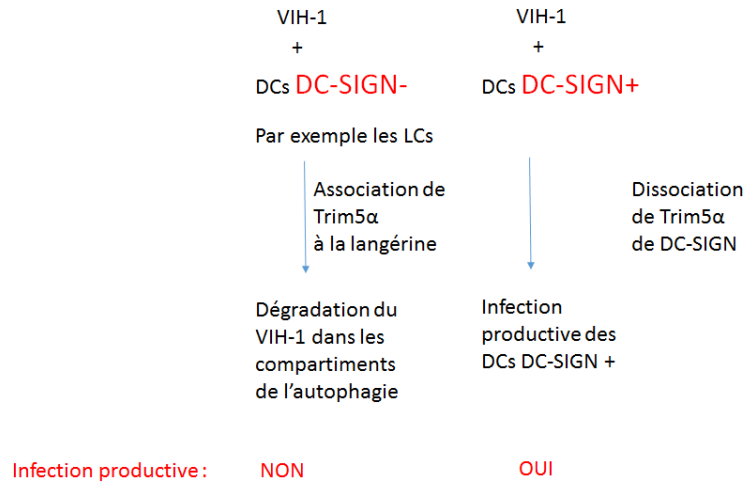 VIH-1
+
DCs DC-SIGN-
Par exemple les LCs
Association de
Trim5α
à la langérine
Dégradation du
VIH-1 dans les
compartiments
de l’autophagie
VIH-1
+
DCs DC-SIGN+
Dissociation
de Trim5α
de DC-SIGN
Infection
productive des
DCs DC-SIGN +
Infection productive : NON OUI